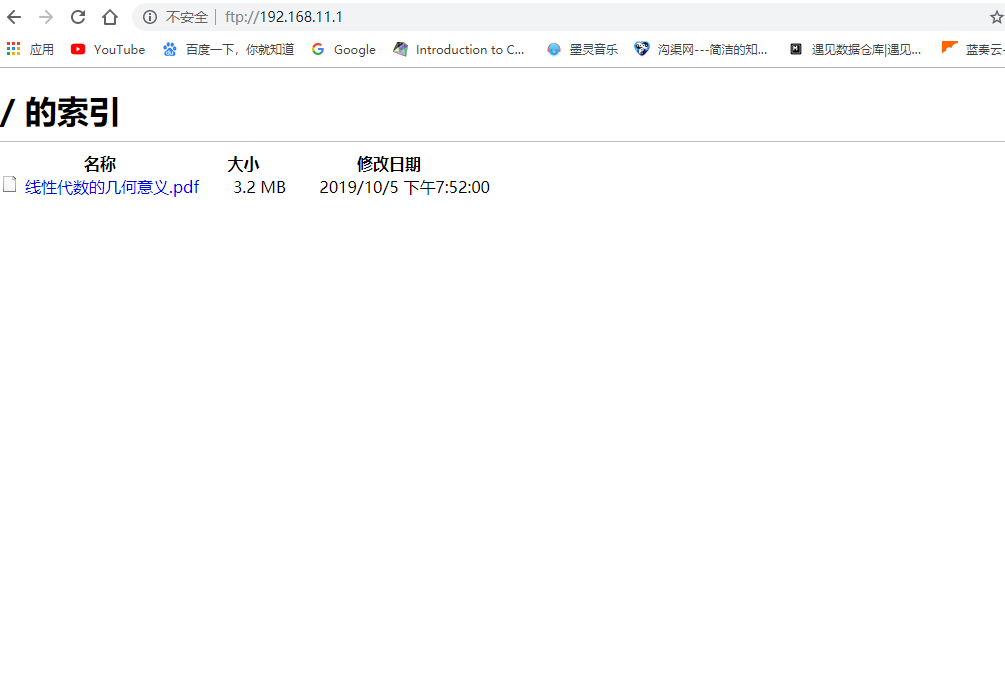 不安全 | ftp://192.168.11.1
应用 YouTube 百度一下，你就知道 Google Introduction to C... 墨灵音乐 沟渠网---简洁的知... 遇见数据仓库|遇见... 蓝奏云-
/ 的索引
名称 大小 修改日期
线性代数的几何意义.pdf 3.2 MB 2019/10/5 下午7:52:00